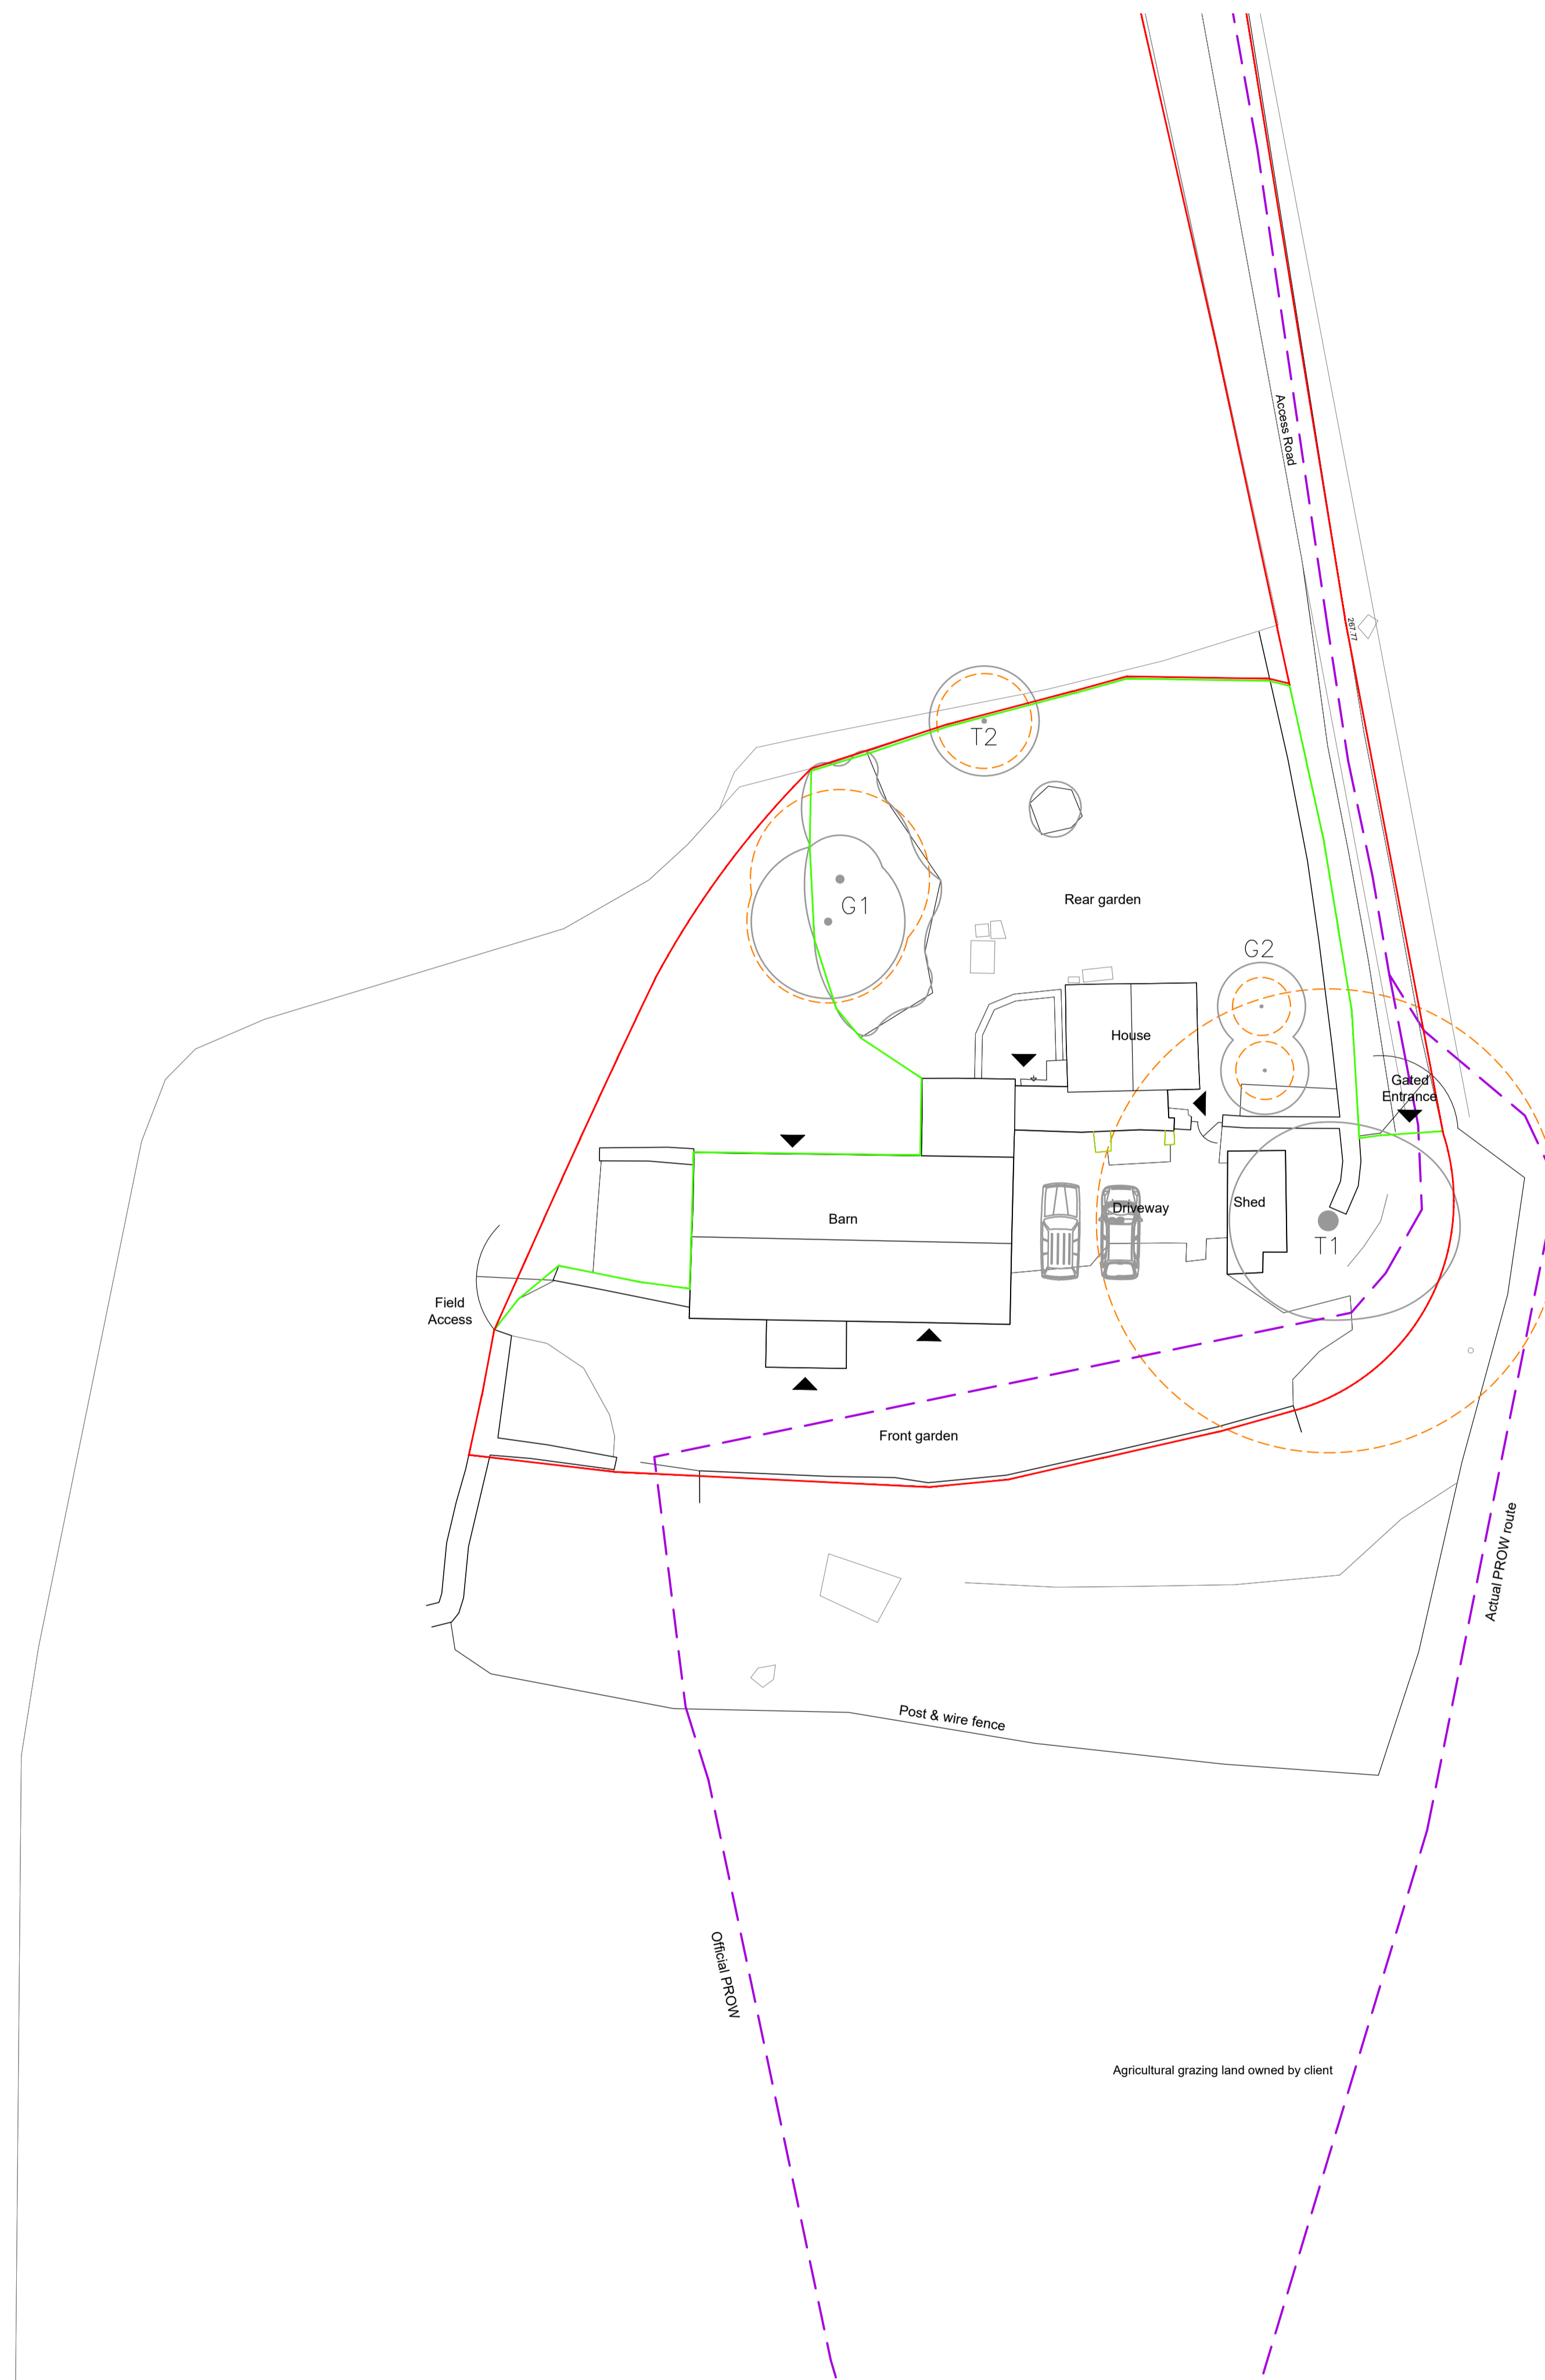 Access Road
267.77
T2
G1
Rear garden
G2
House
Gated
Entrance
Barn
Driveway
Shed
T1
Field
Access
Front garden
Actual PROW route
Post & wire fence
Official PROW
Agricultural grazing land owned by client